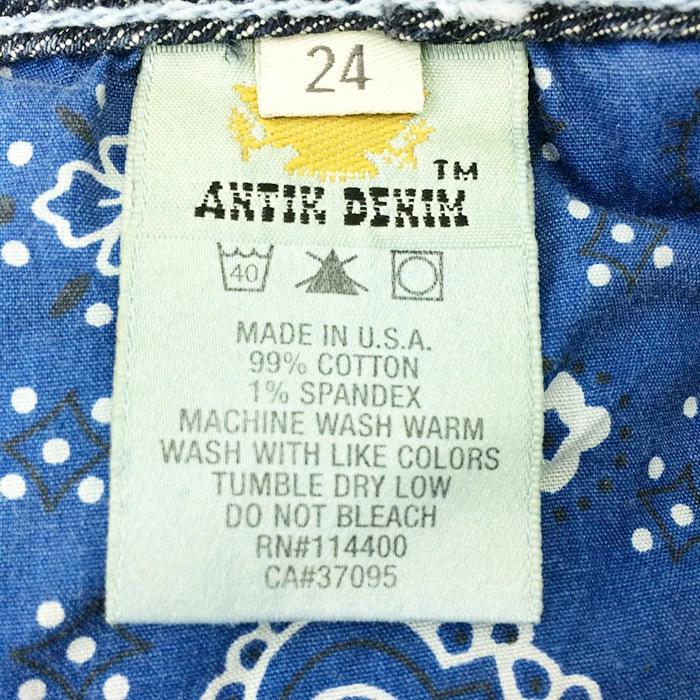 24
TM
ANTIK DENIM
40
MADE IN U.S.A.
99% COTTON
1% SPANDEX
MACHINE WASH WARM
WASH WITH LIKE COLORS
TUMBLE DRY LOW
DO NOT BLEACH
RN#114400
CA#37095